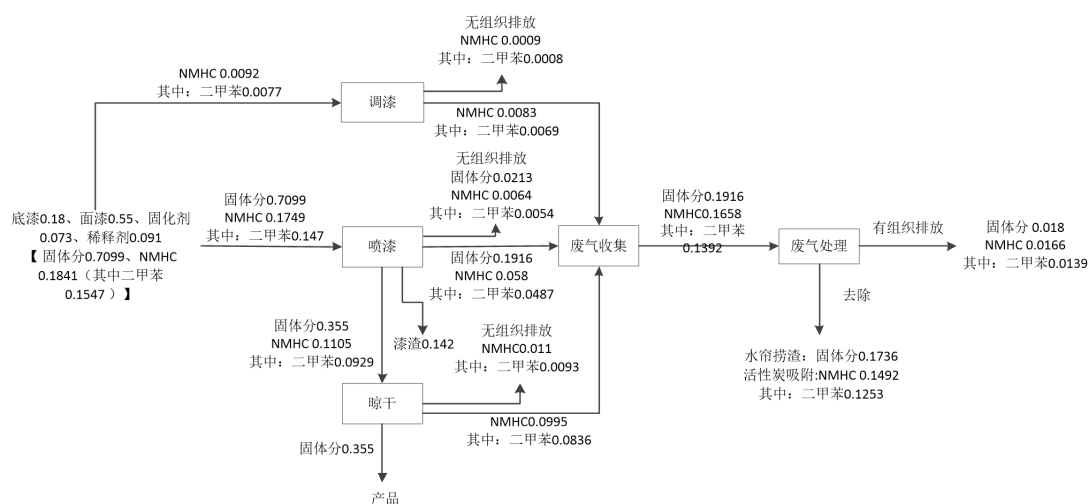 无组织排放
NMHC 0.0009
其中：二甲苯0.0008
NMHC 0.0092
其中：二甲苯0.0077
调漆
NMHC 0.0083
其中：二甲苯0.0069
无组织排放
固体分0.0213
NMHC 0.0064
其中：二甲苯0.0054
底漆0.18、面漆0.55、固化剂
0.073、稀释剂0.091
【 固体分0.7099、NMHC
0.1841（其中二甲苯
0.1547 ）】
固体分0.7099
NMHC 0.1749
其中：二甲苯0.147
喷漆
固体分0.1916
NMHC 0.058
其中：二甲苯0.0487
废气收集
固体分0.1916
NMHC0.1658
其中：二甲苯
0.1392
废气处理
有组织排放
固体分 0.018
NMHC 0.0166
其中：二甲苯0.0139
去除
水帘捞渣：固体分0.1736
活性炭吸附:NMHC 0.1492
其中：二甲苯0.1253
固体分0.355
NMHC 0.1105
其中：二甲苯0.0929
漆渣0.142
无组织排放
NMHC0.011
其中：二甲苯0.0093
晾干
NMHC0.0995
其中：二甲苯0.0836
固体分0.355
产品